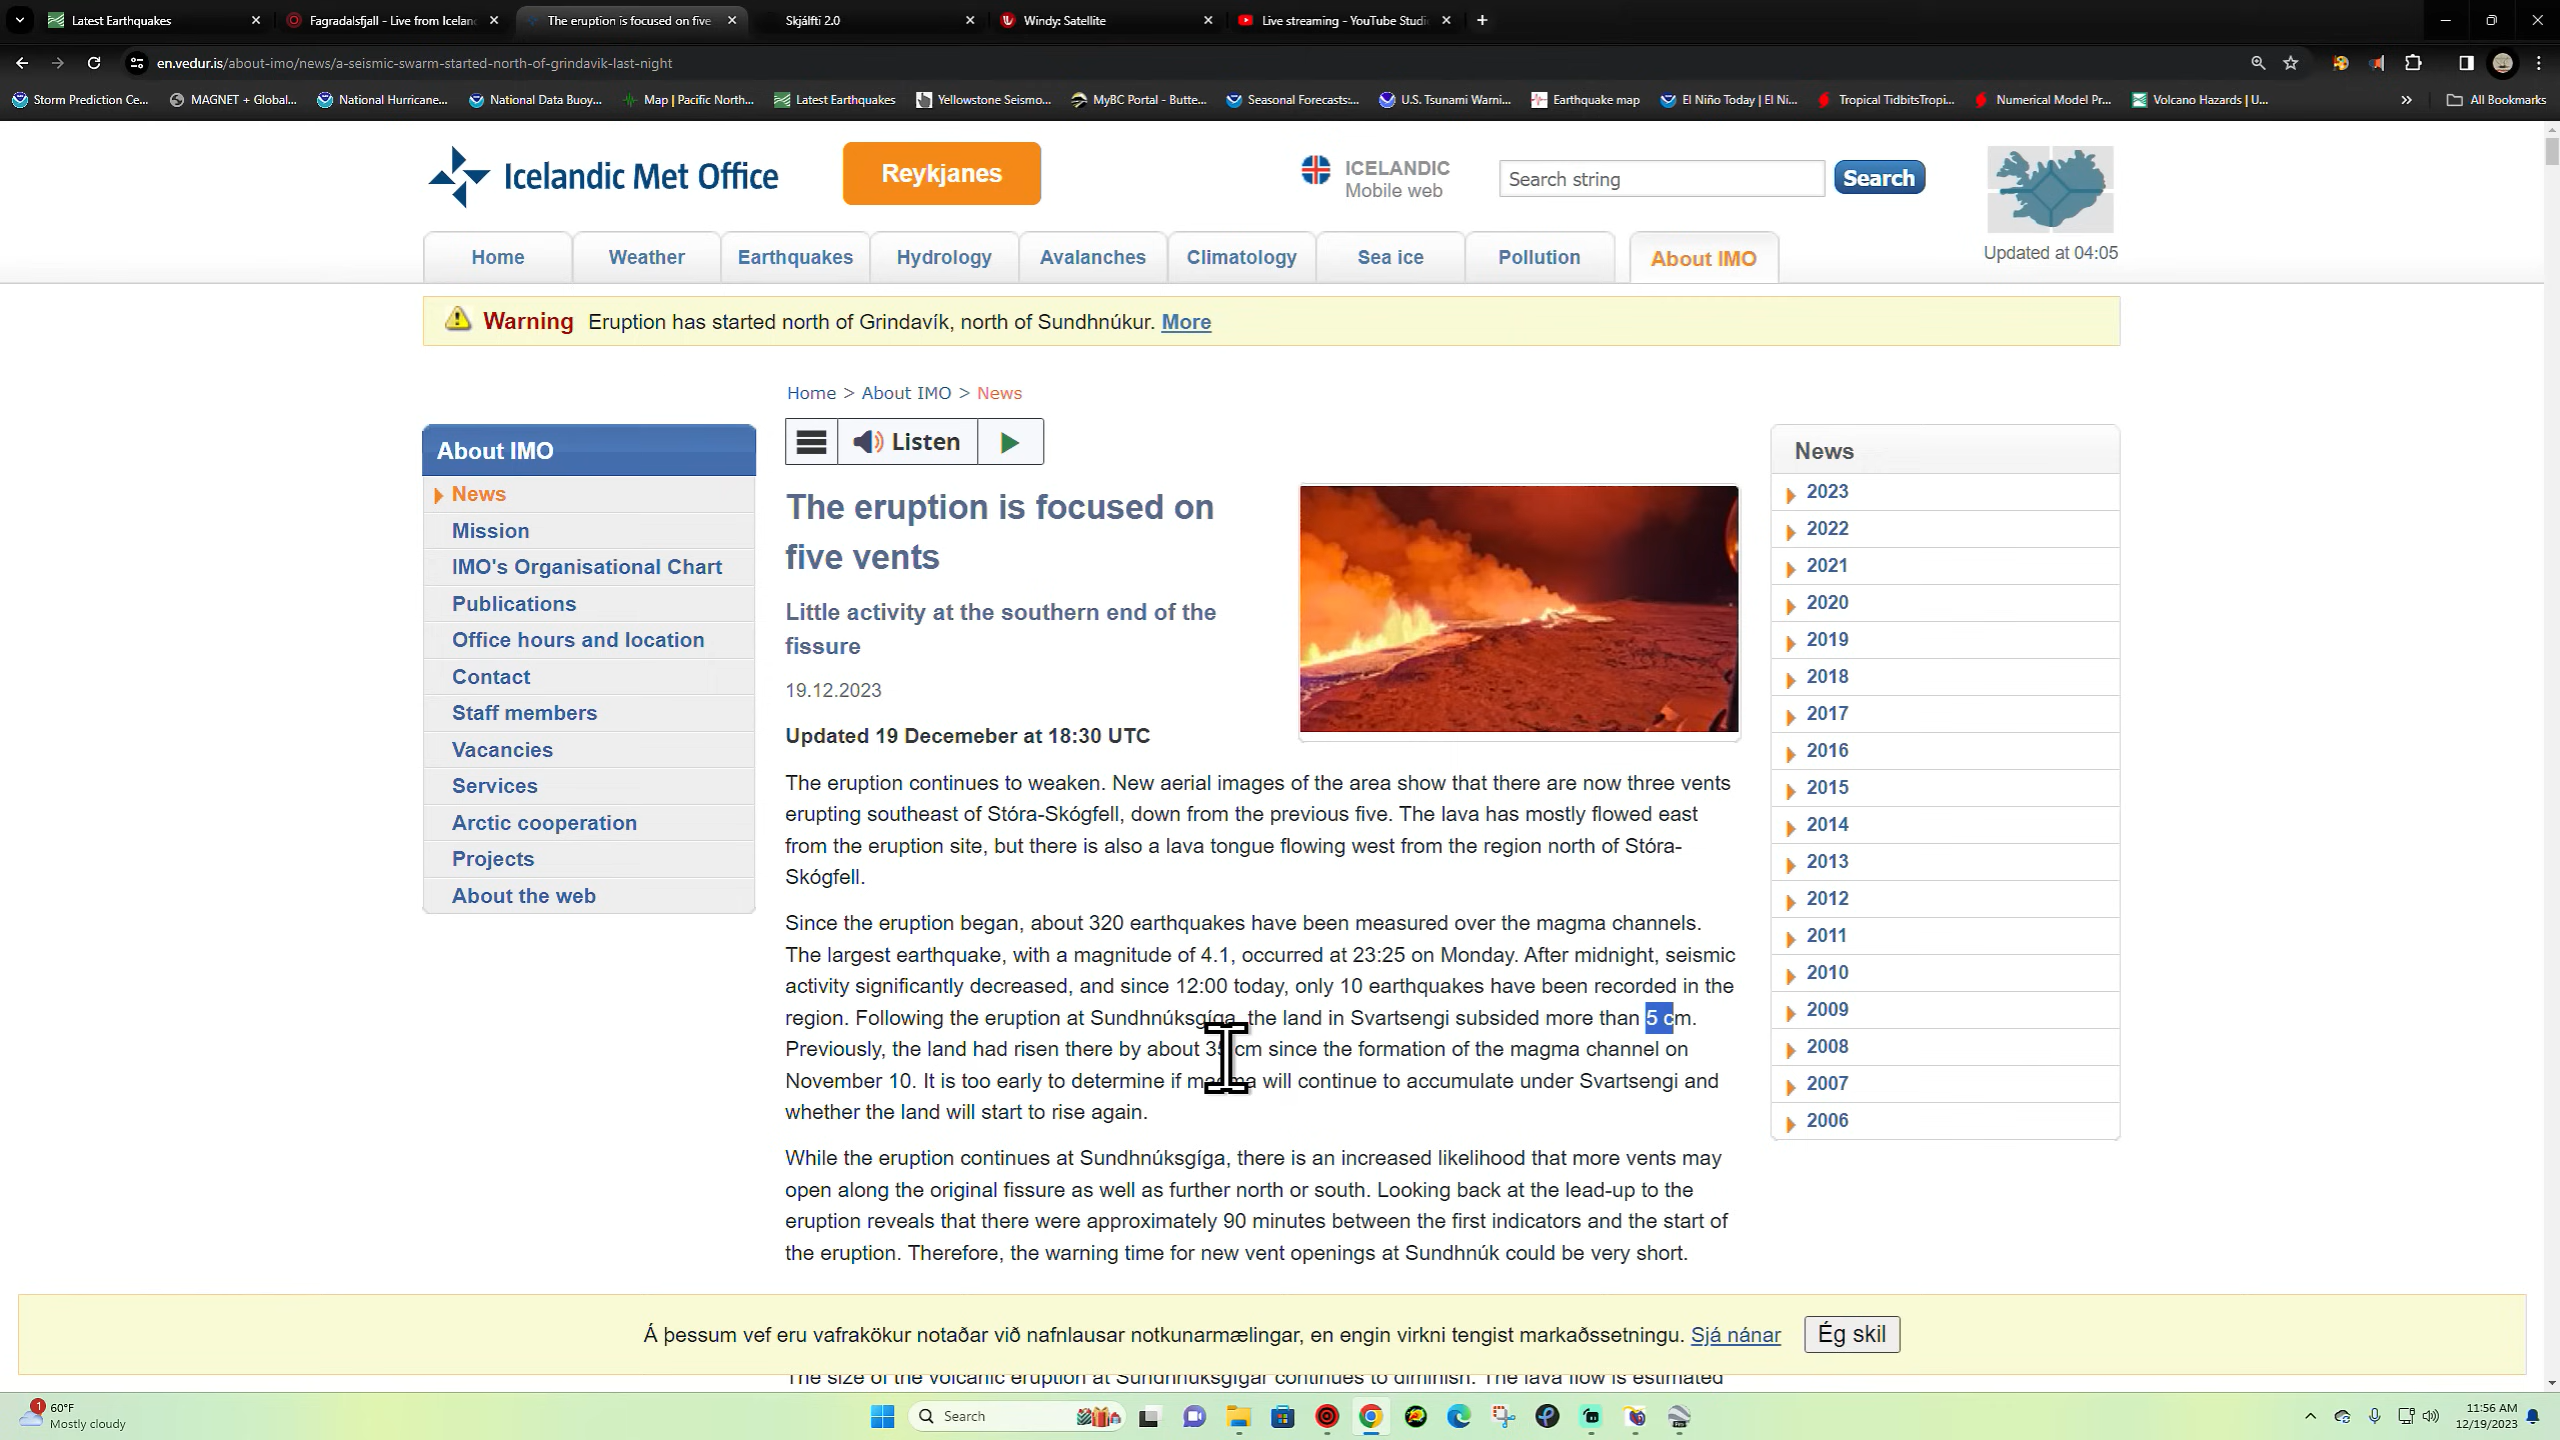 Latest Earthquakes
Fagradalsfjall - Live from Icelan
The eruption is focused on five
Skjálfti 2.0
Windy: Satellite
Live streaming - YouTube Studi
en.vedur.is/about-imo/news/a-seismic-swarm-started-north-of-grindavik-last-night
Storm Prediction Ce...
MAGNET + Global...
National Hurricane...
National Data Buoy...
Map | Pacific North...
Latest Earthquakes
Yellowstone Seismo...
MyBC Portal - Butte...
Seasonal Forecasts:...
U.S. Tsunami Warni...
Earthquake map
El Niño Today | El Ni...
Tropical TidbitsTropi...
Numerical Model Pr...
Volcano Hazards | U...
All Bookmarks
Icelandic Met Office
Reykjanes
ICELANDIC
Mobile web
Search string
Search
Updated at 04:05
Home
Weather
Earthquakes
Hydrology
Avalanches
Climatology
Sea ice
Pollution
About IMO
Warning Eruption has started north of Grindavík, north of Sundhnúkur. More
Home > About IMO > News
Listen
About IMO
News
Mission
IMO's Organisational Chart
Publications
Office hours and location
Contact
Staff members
Vacancies
Services
Arctic cooperation
Projects
About the web
The eruption is focused on
five vents
Little activity at the southern end of the
fissure
19.12.2023
Updated 19 Decemeber at 18:30 UTC
The eruption continues to weaken. New aerial images of the area show that there are now three vents
erupting southeast of Stóra-Skógfell, down from the previous five. The lava has mostly flowed east
from the eruption site, but there is also a lava tongue flowing west from the region north of Stóra-
Skógfell.
Since the eruption began, about 320 earthquakes have been measured over the magma channels.
The largest earthquake, with a magnitude of 4.1, occurred at 23:25 on Monday. After midnight, seismic
activity significantly decreased, and since 12:00 today, only 10 earthquakes have been recorded in the
region. Following the eruption at Sundhnúksgíga, the land in Svartsengi subsided more than 5 cm.
Previously, the land had risen there by about 35 cm since the formation of the magma channel on
November 10. It is too early to determine if magma will continue to accumulate under Svartsengi and
whether the land will start to rise again.
While the eruption continues at Sundhnúksgíga, there is an increased likelihood that more vents may
open along the original fissure as well as further north or south. Looking back at the lead-up to the
eruption reveals that there were approximately 90 minutes between the first indicators and the start of
the eruption. Therefore, the warning time for new vent openings at Sundhnúk could be very short.
News
2023
2022
2021
2020
2019
2018
2017
2016
2015
2014
2013
2012
2011
2010
2009
2008
2007
2006
Á þessum vef eru vafrakökur notaðar við nafnlausar notkunarmælingar, en engin virkni tengist markaðssetningu. Sjá nánar
Ég skil
The size of the volcanic eruption at Sundhnúksgígar continues to diminish. The lava flow is estimated
1
60°F
Mostly cloudy
Search
11:56 AM
12/19/2023